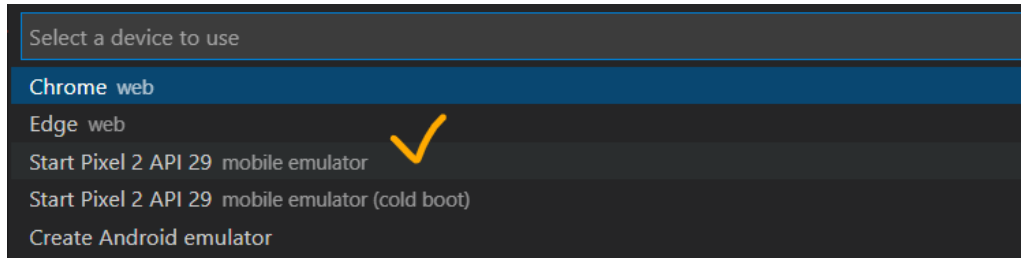 Select a device to use
Chrome web
Edge web
Start Pixel 2 API 29 mobile emulator
Start Pixel 2 API 29 mobile emulator (cold boot)
Create Android emulator